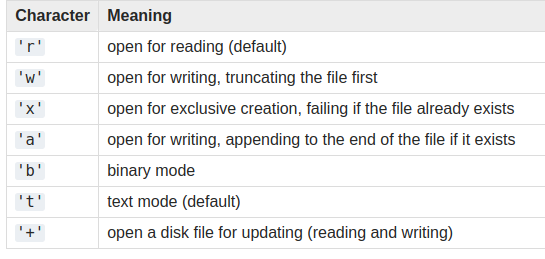 Character Meaning
'r' open for reading (default)
'w' open for writing, truncating the file first
'x' open for exclusive creation, failing if the file already exists
'a' open for writing, appending to the end of the file if it exists
'b' binary mode
't' text mode (default)
'+' open a disk file for updating (reading and writing)